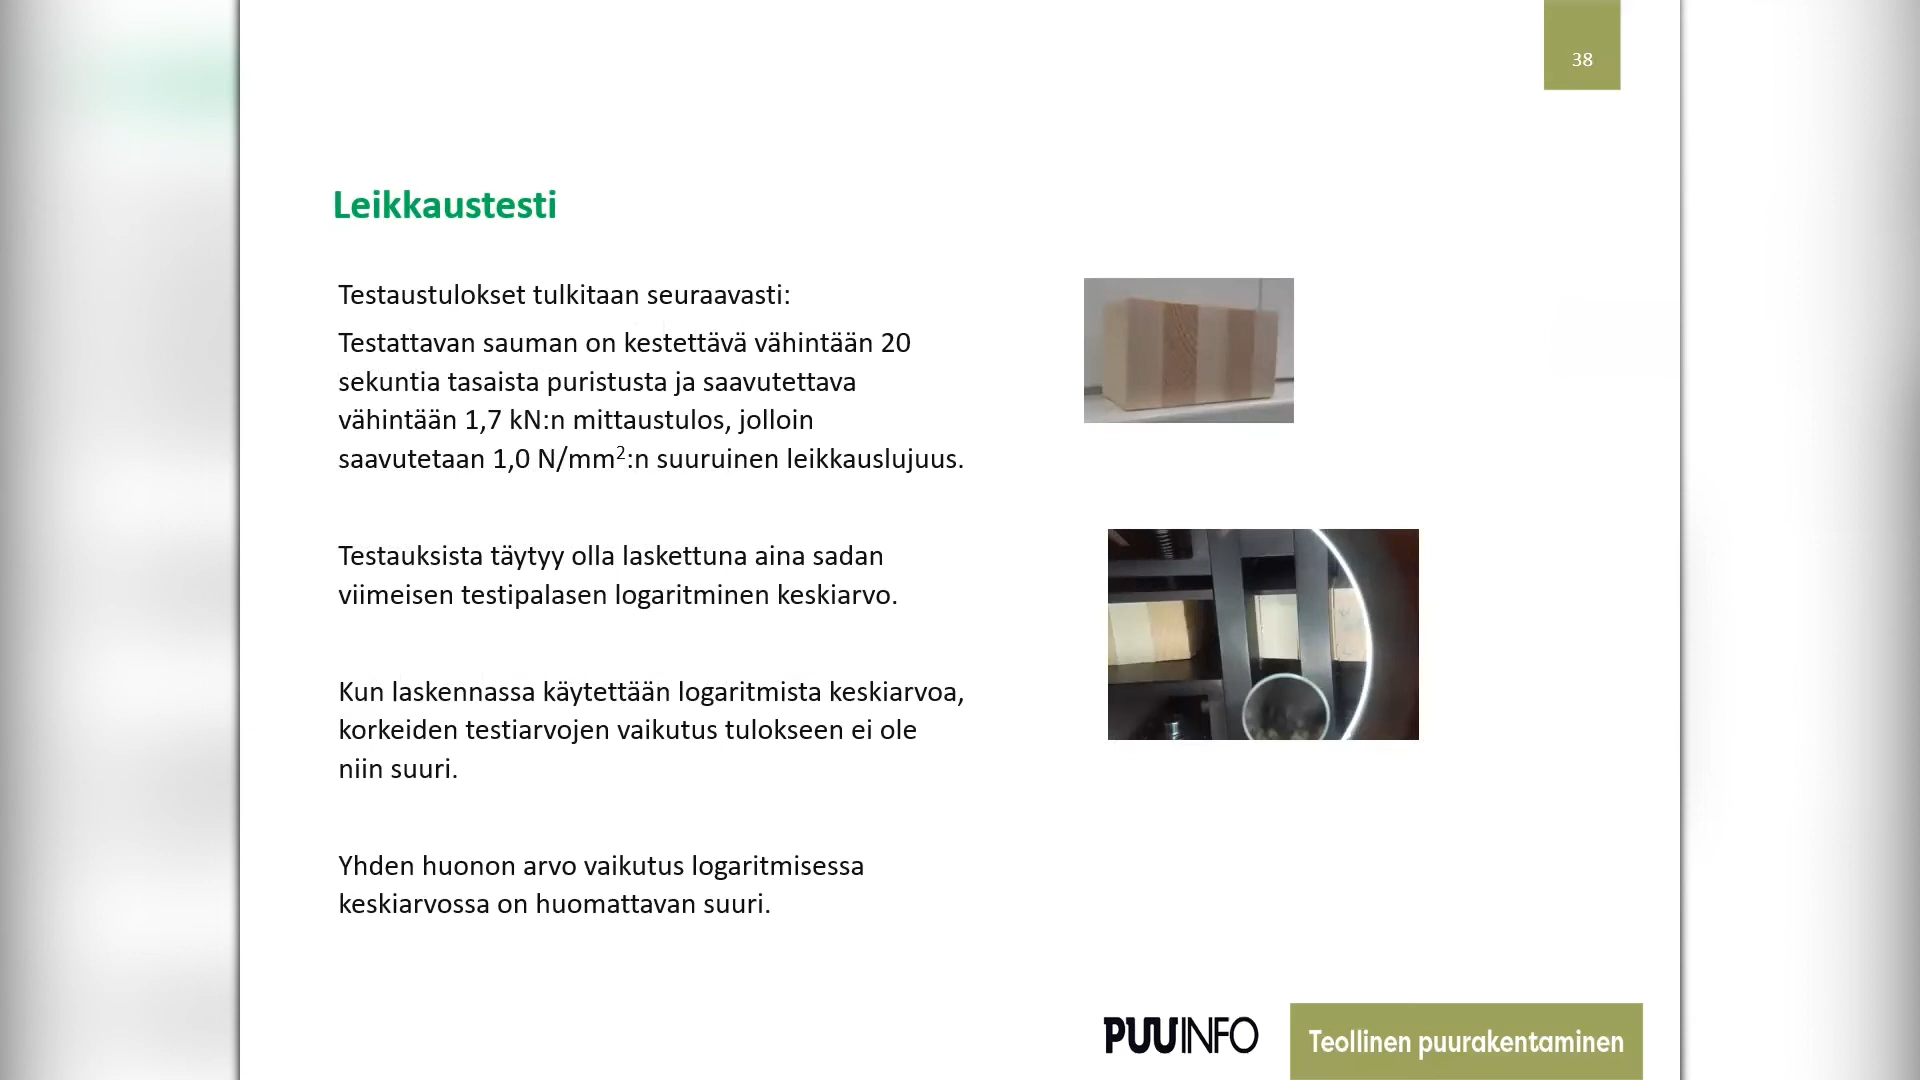 38
Leikkaustesti
Testaustulokset tulkitaan seuraavasti:
Testattavan sauman on kestettävä vähintään 20
sekuntia tasaista puristusta ja saavutettava
vähintään 1,7 kN:n mittaustulos, jolloin
saavutetaan 1,0 N/mm²:n suuruinen leikkauslujuus.
Testauksista täytyy olla laskettuna aina sadan
viimeisen testipalasen logaritminen keskiarvo.
Kun laskennassa käytettään logaritmista keskiarvoa,
korkeiden testiarvojen vaikutus tulokseen ei ole
niin suuri.
Yhden huonon arvo vaikutus logaritmisessa
keskiarvossa on huomattavan suuri.
PUUINFO
Teollinen puurakentaminen